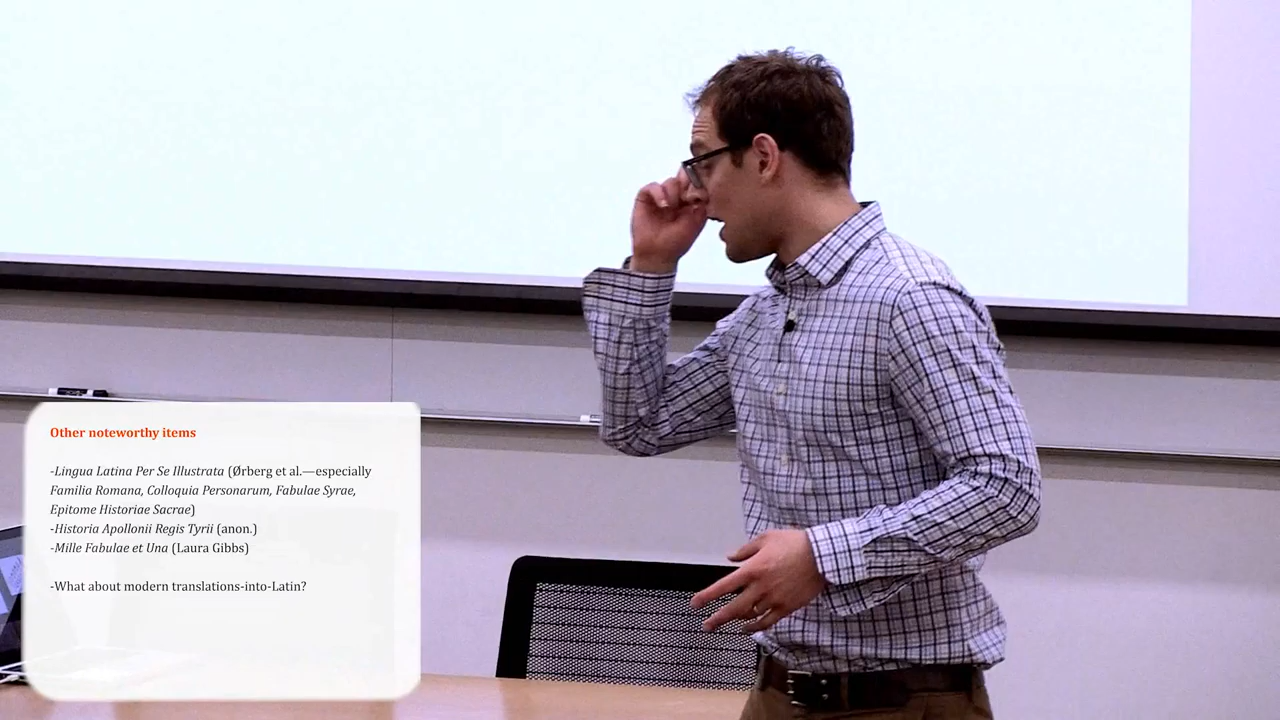 Other noteworthy items
-Lingua Latina Per Se Illustrata (Ørberg et al.—especially
Familia Romana, Colloquia Personarum, Fabulae Syrae,
Epitome Historiae Sacrae)
-Historia Apollonii Regis Tyrii (anon.)
-Mille Fabulae et Una (Laura Gibbs)
-What about modern translations-into-Latin?